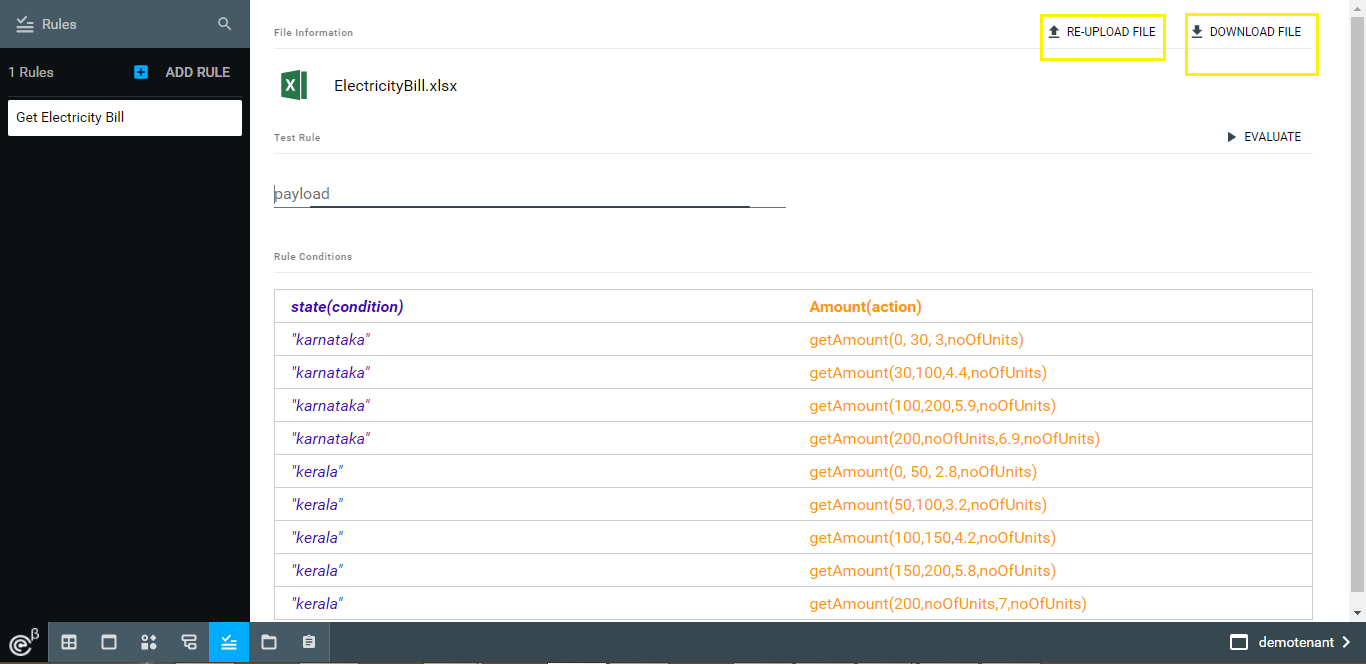 Rules
1 Rules
ADD RULE
Get Electricity Bill
File Information
RE-UPLOAD FILE
DOWNLOAD FILE
X
ElectricityBill.xlsx
Test Rule
EVALUATE
payload
Rule Conditions
state(condition) Amount(action)
"karnataka" getAmount(0, 30, 3,noOfUnits)
"karnataka" getAmount(30,100,4.4,noOfUnits)
"karnataka" getAmount(100,200,5.9,noOfUnits)
"karnataka" getAmount(200,noOfUnits,6.9,noOfUnits)
"kerala" getAmount(0, 50, 2.8,noOfUnits)
"kerala" getAmount(50,100,3.2,noOfUnits)
"kerala" getAmount(100,150,4.2,noOfUnits)
"kerala" getAmount(150,200,5.8,noOfUnits)
"kerala" getAmount(200,noOfUnits,7,noOfUnits)
e β
demotenant